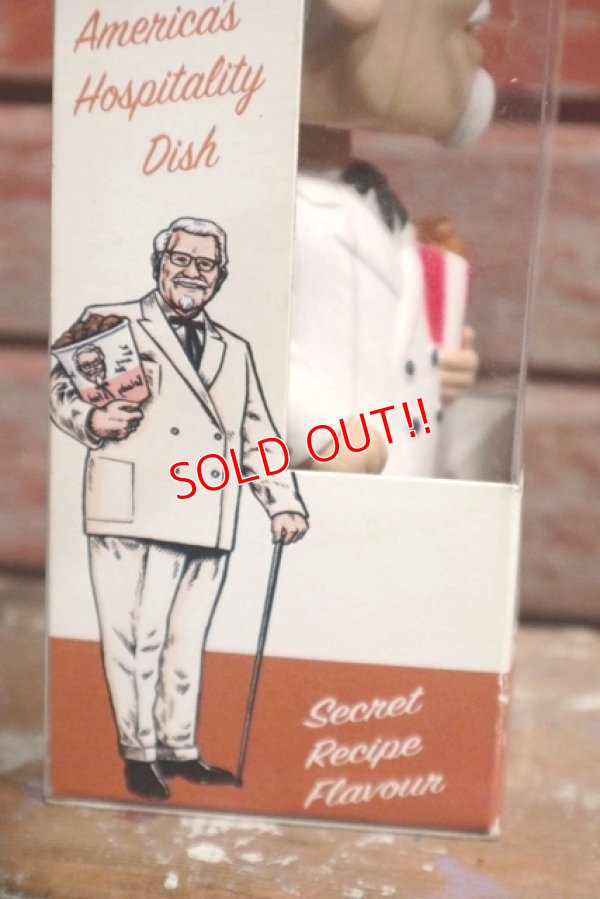 America's
Hospitality
Dish
SOLD OUT!!
Secret
Recipe
Flavour